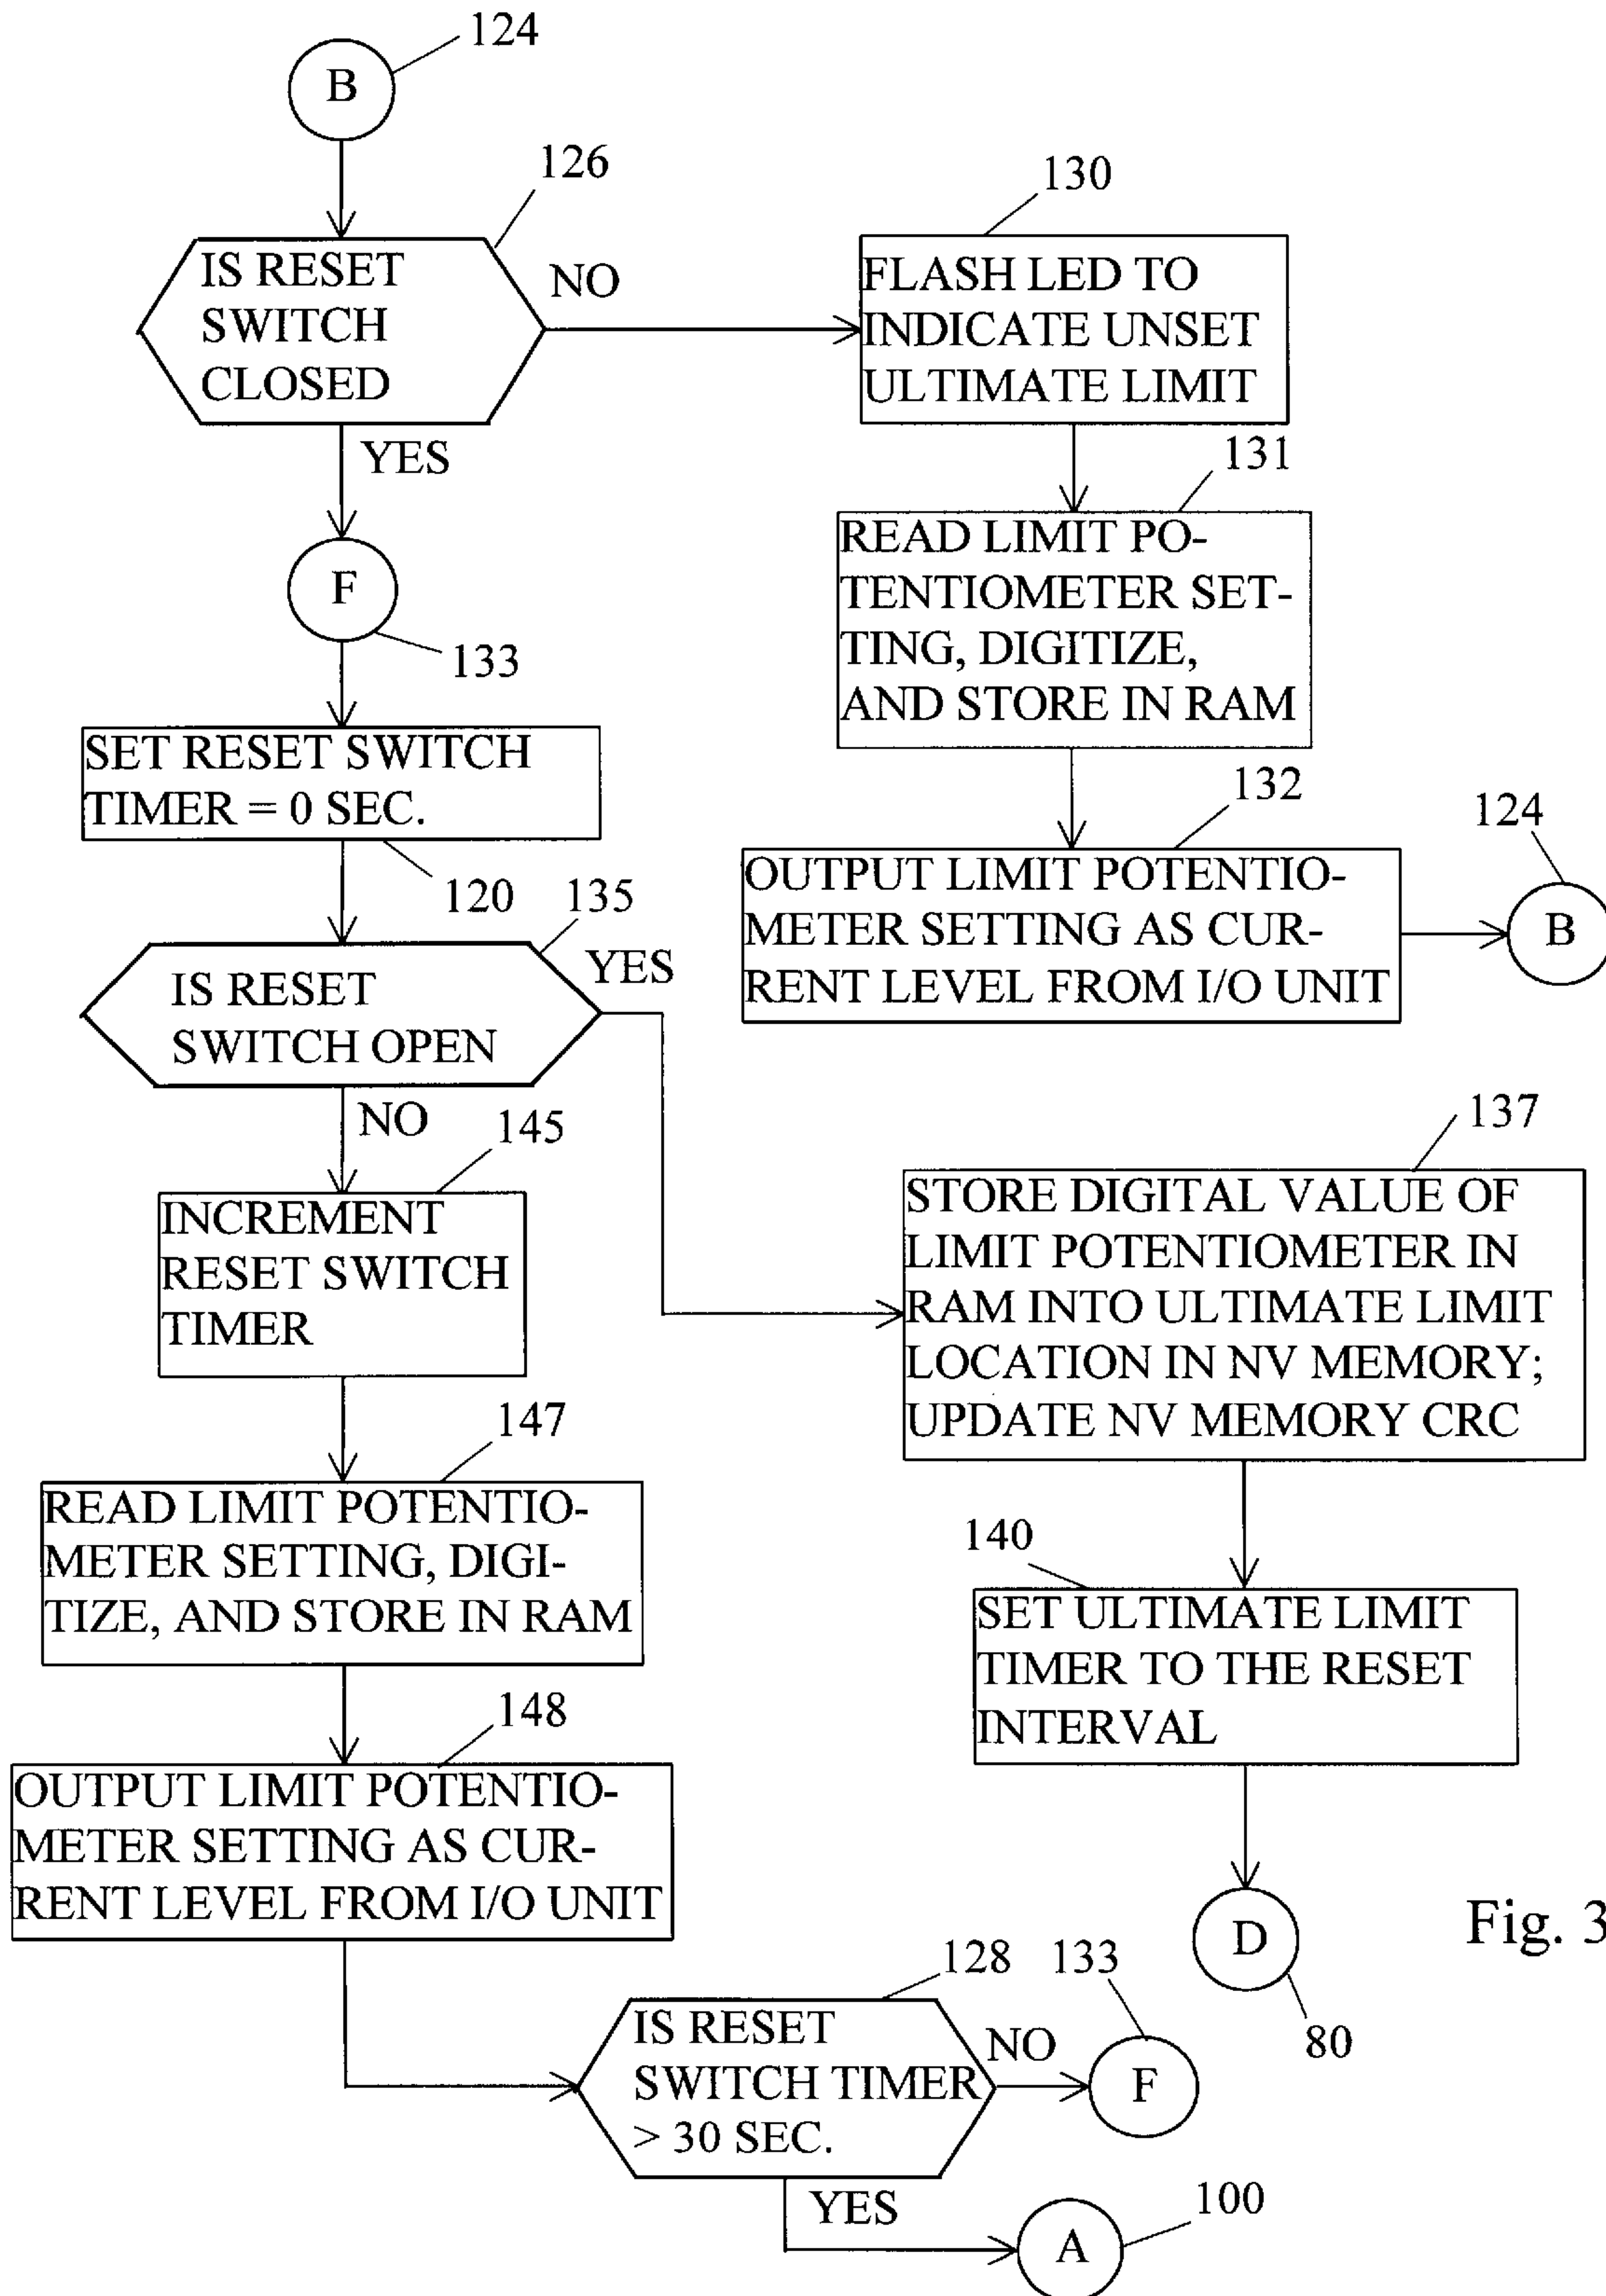 B
124
126
IS RESET
SWITCH
CLOSED
NO
YES
130
FLASH LED TO
INDICATE UNSET
ULTIMATE LIMIT
131
READ LIMIT PO-
TENTIOMETER SET-
TING, DIGITIZE,
AND STORE IN RAM
132
OUTPUT LIMIT POTENTIO-
METER SETTING AS CUR-
RENT LEVEL FROM I/O UNIT
124
B
F
133
SET RESET SWITCH
TIMER = 0 SEC.
120
135
IS RESET
SWITCH OPEN
YES
NO
137
STORE DIGITAL VALUE OF
LIMIT POTENTIOMETER IN
RAM INTO ULTIMATE LIMIT
LOCATION IN NV MEMORY;
UPDATE NV MEMORY CRC
140
SET ULTIMATE LIMIT
TIMER TO THE RESET
INTERVAL
D
80
145
INCREMENT
RESET SWITCH
TIMER
147
READ LIMIT POTENTIO-
METER SETTING, DIGI-
TIZE, AND STORE IN RAM
148
OUTPUT LIMIT POTENTIO-
METER SETTING AS CUR-
RENT LEVEL FROM I/O UNIT
128
IS RESET
SWITCH TIMER
> 30 SEC.
NO
133
F
YES
A
100
Fig. 3